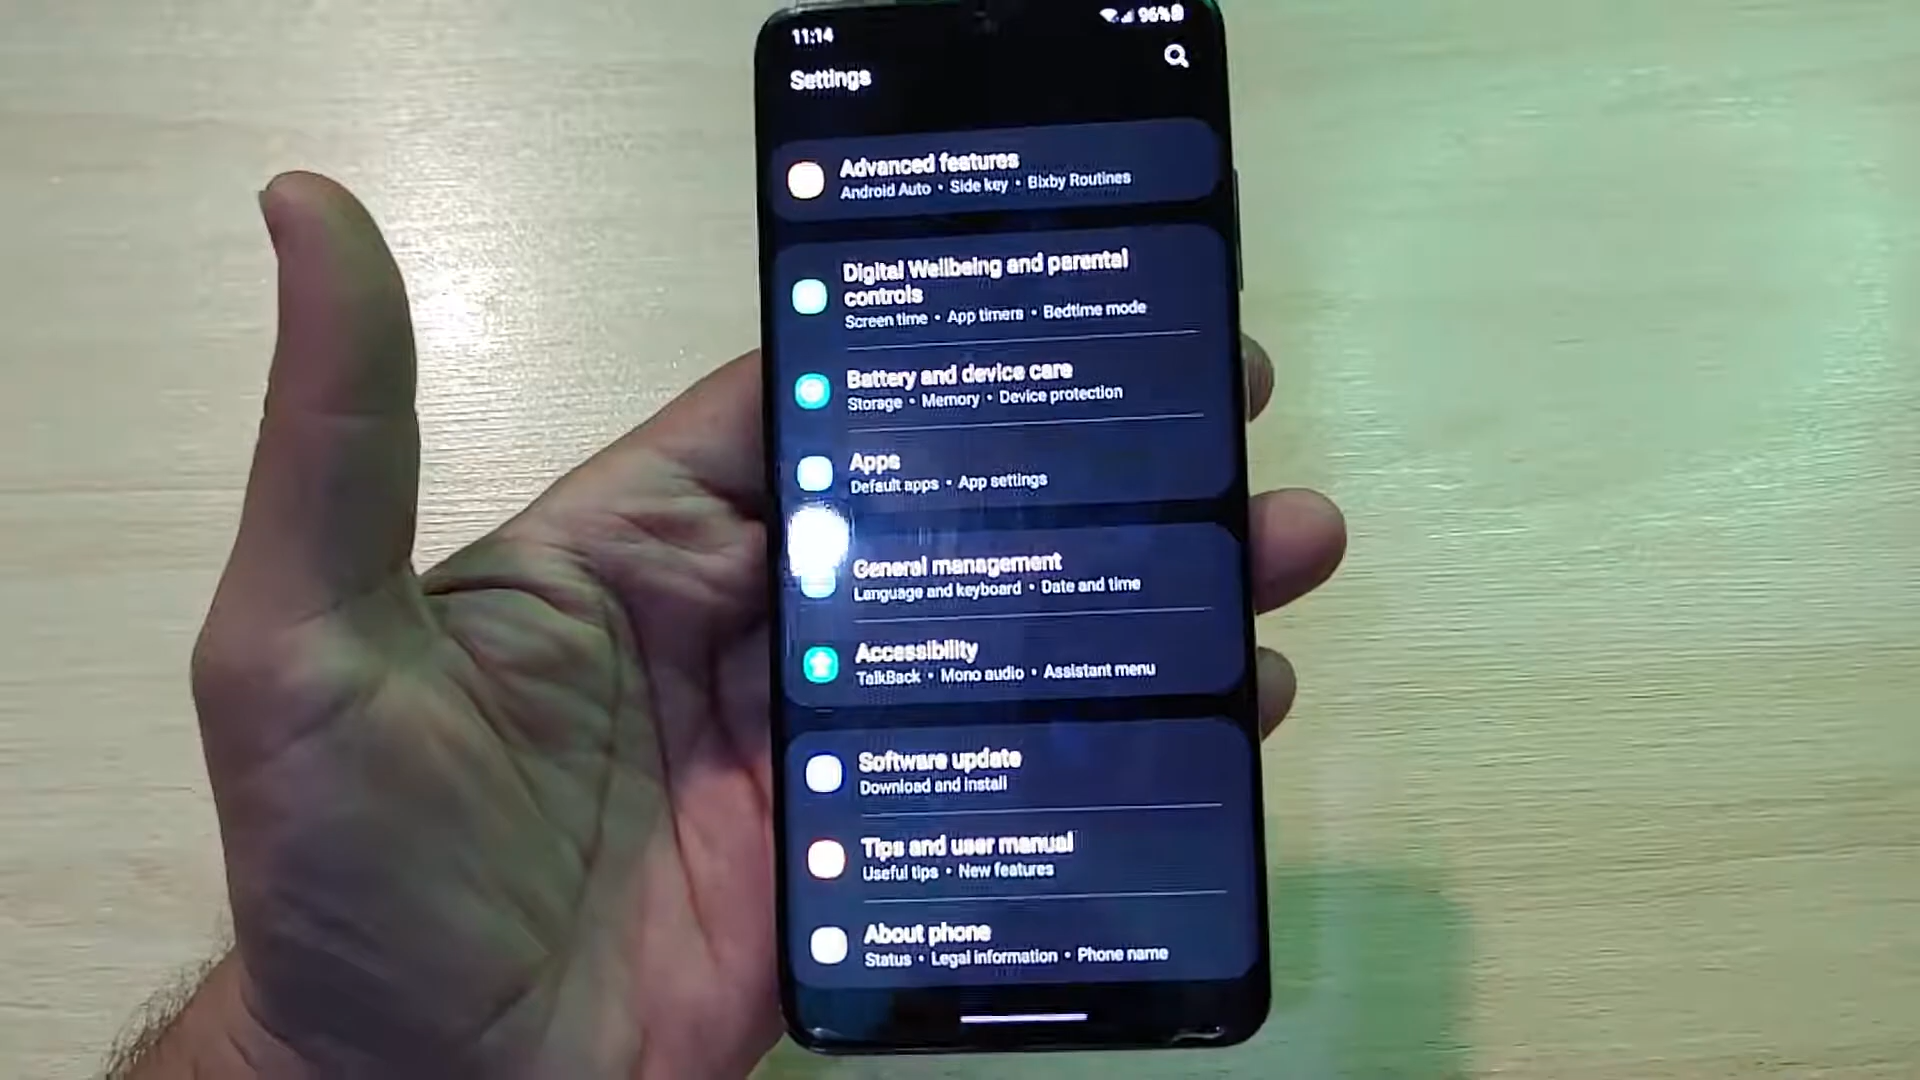 11:14
96%
Settings
Advanced features
Android Auto • Side key • Bixby Routines
Digital Wellbeing and parental
controls
Screen time • App timers • Bedtime mode
Battery and device care
Storage • Memory • Device protection
Apps
Default apps • App settings
General management
Language and keyboard • Date and time
Accessibility
TalkBack • Mono audio • Assistant menu
Software update
Download and install
Tips and user manual
Useful tips • New features
About phone
Status • Legal information • Phone name